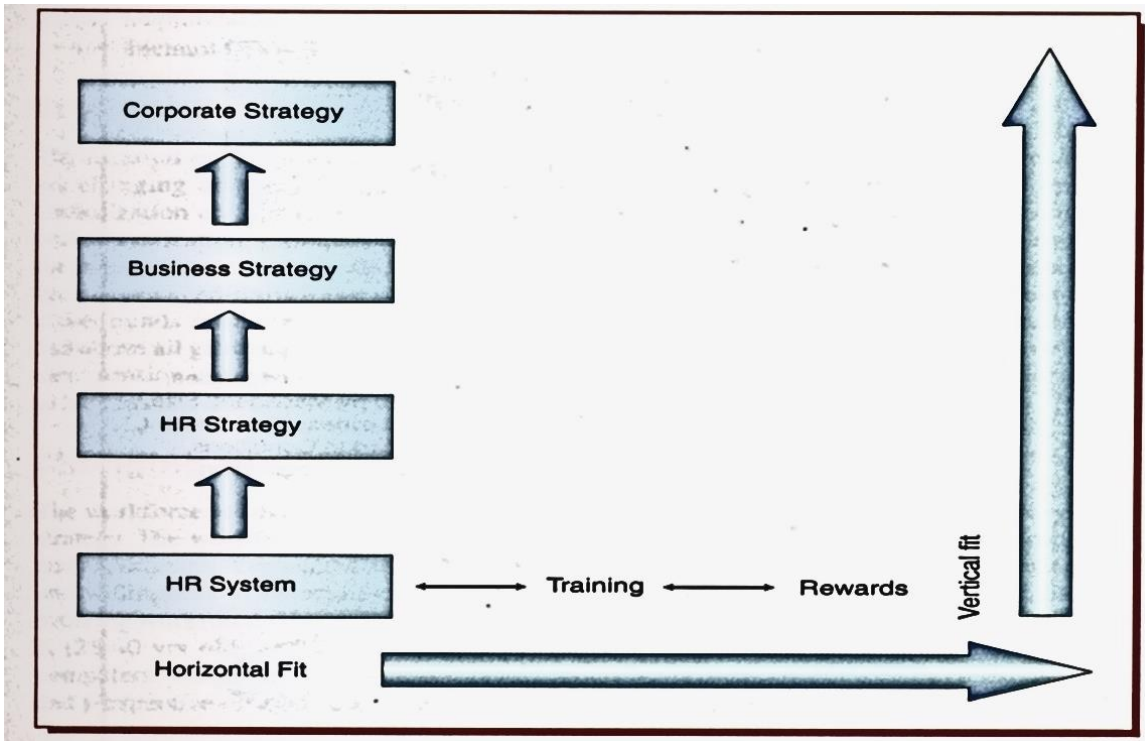 Corporate Strategy
Business Strategy
HR Strategy
HR System
Training
Rewards
Vertical fit
Horizontal Fit